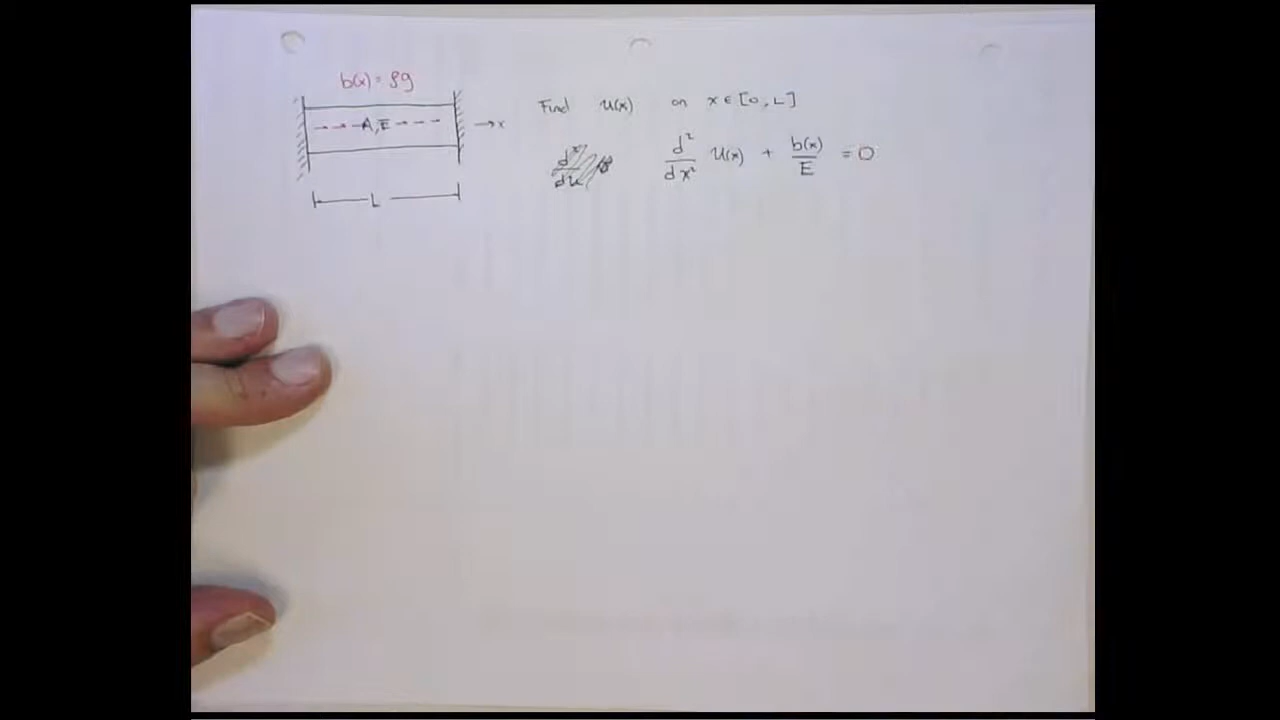 b(x) = ρg
A, E
→ x
L
Find u(x) on x ∈ [0, L]
d²/dx² u(x) + b(x)/E = 0